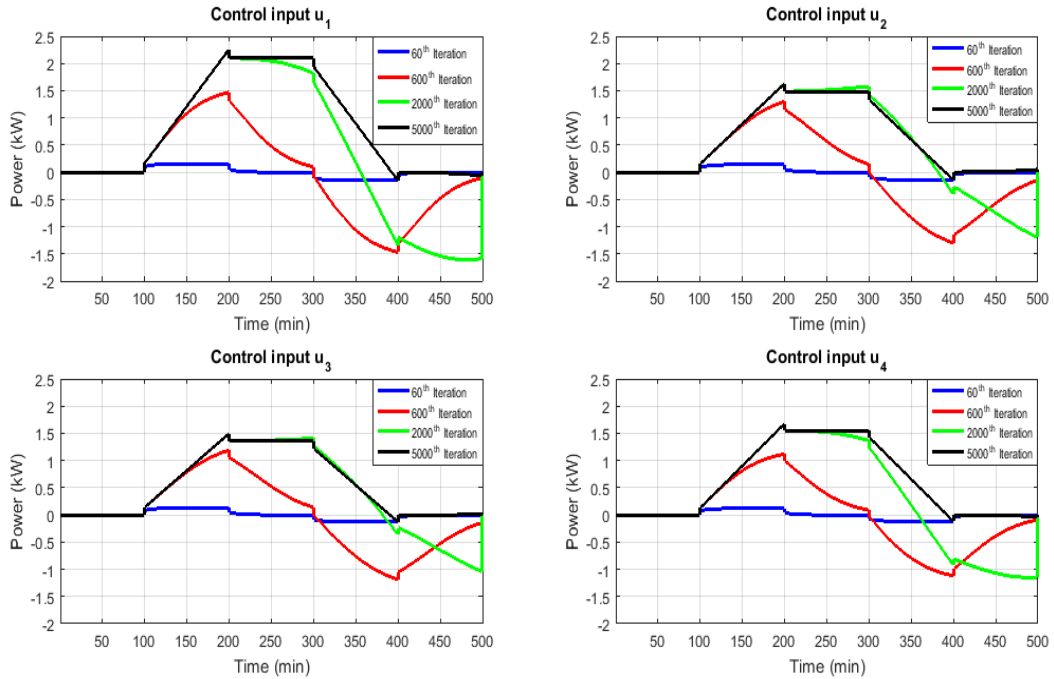 Control input u1
2.5
2
1.5
1
0.5
0
-0.5
-1
-1.5
-2
Power (kW)
60th Iteration
600th Iteration
2000th Iteration
5000th Iteration
50 100 150 200 250 300 350 400 450 500
Time (min)
Control input u2
2.5
2
1.5
1
0.5
0
-0.5
-1
-1.5
-2
Power (kW)
60th Iteration
600th Iteration
2000th Iteration
5000th Iteration
50 100 150 200 250 300 350 400 450 500
Time (min)
Control input u3
2.5
2
1.5
1
0.5
0
-0.5
-1
-1.5
-2
Power (kW)
60th Iteration
600th Iteration
2000th Iteration
5000th Iteration
50 100 150 200 250 300 350 400 450 500
Time (min)
Control input u4
2.5
2
1.5
1
0.5
0
-0.5
-1
-1.5
-2
Power (kW)
60th Iteration
600th Iteration
2000th Iteration
5000th Iteration
50 100 150 200 250 300 350 400 450 500
Time (min)